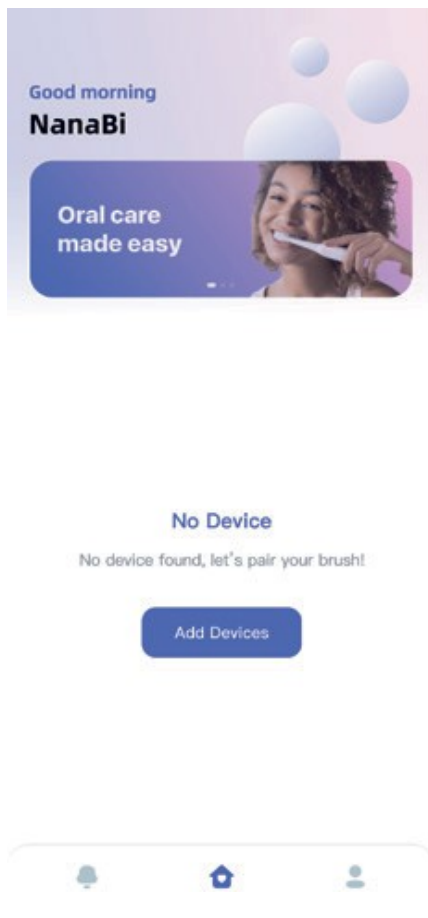 Good morning
NanaBi
Oral care
made easy
No Device
No device found, let's pair your brush!
Add Devices